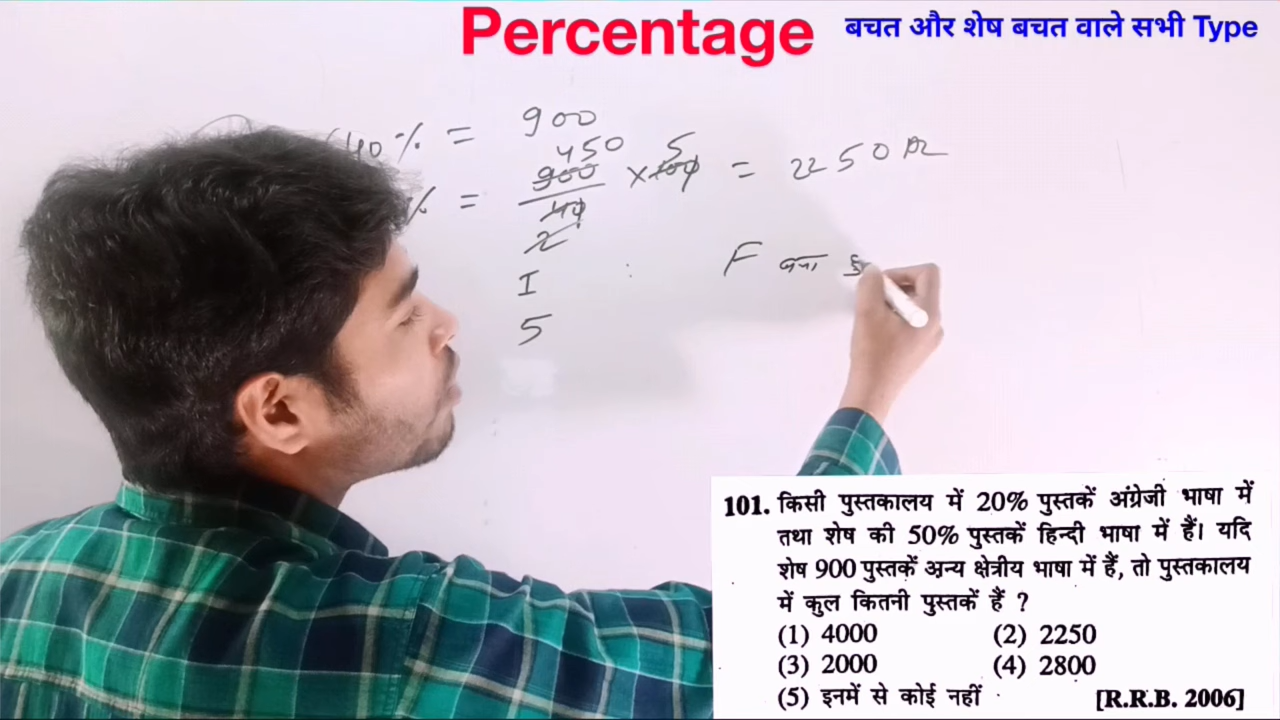 Percentage
बचत और शेष बचत वाले सभी Type
40% = 900
% = 900/40 × 100 = 2250
450
5
2
I
5
F
101. किसी पुस्तकालय में 20% पुस्तकें अंग्रेजी भाषा में
तथा शेष की 50% पुस्तकें हिन्दी भाषा में हैं। यदि
शेष 900 पुस्तकें अन्य क्षेत्रीय भाषा में हैं, तो पुस्तकालय
में कुल कितनी पुस्तकें हैं ?
(1) 4000 (2) 2250
(3) 2000 (4) 2800
(5) इनमें से कोई नहीं [R.R.B. 2006]